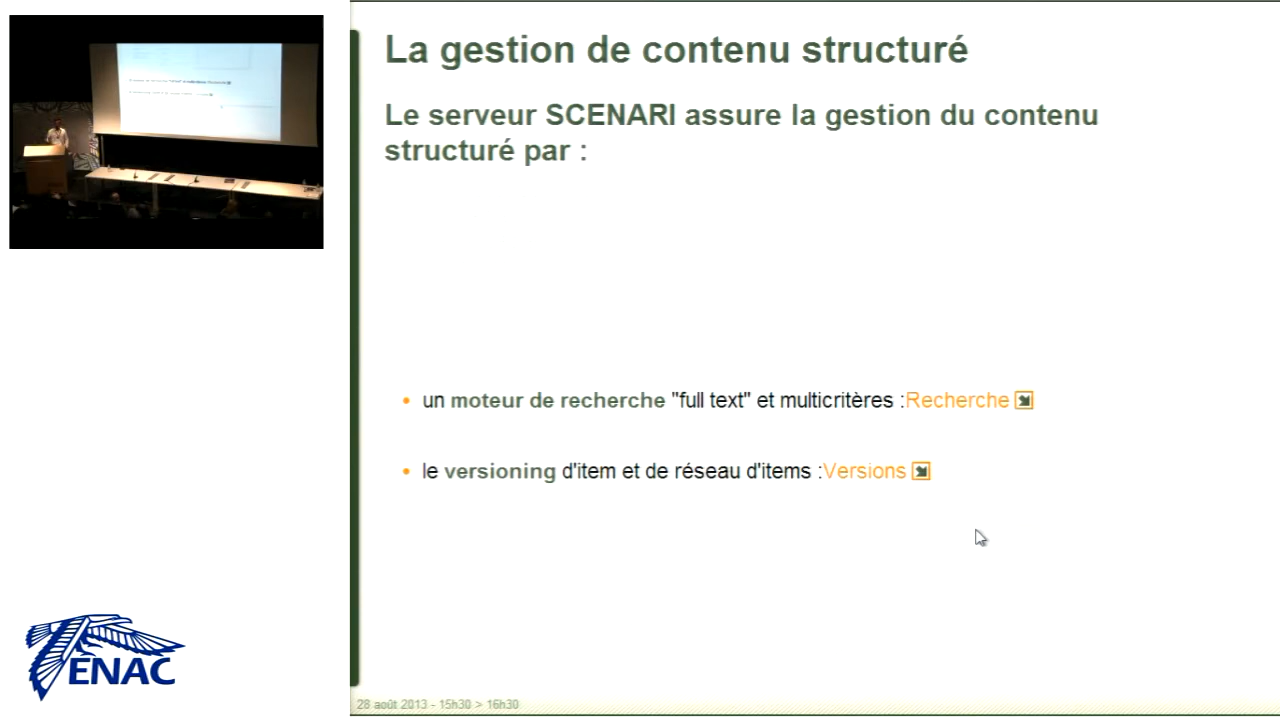 La gestion de contenu structuré
Le serveur SCENARI assure la gestion du contenu
structuré par :
• un moteur de recherche "full text" et multicritères :Recherche
• le versioning d'item et de réseau d'items :Versions
ENAC
28 août 2013 - 15h30 > 16h30